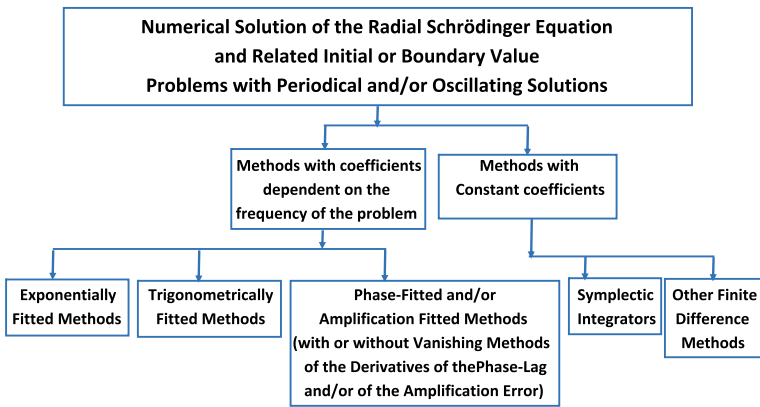 Numerical Solution of the Radial Schrödinger Equation
and Related Initial or Boundary Value
Problems with Periodical and/or Oscillating Solutions
Methods with coefficients
dependent on the
frequency of the problem
Methods with
Constant coefficients
Exponentially
Fitted Methods
Trigonometrically
Fitted Methods
Phase-Fitted and/or
Amplification Fitted Methods
(with or without Vanishing Methods
of the Derivatives of thePhase-Lag
and/or of the Amplification Error)
Symplectic
Integrators
Other Finite
Difference
Methods